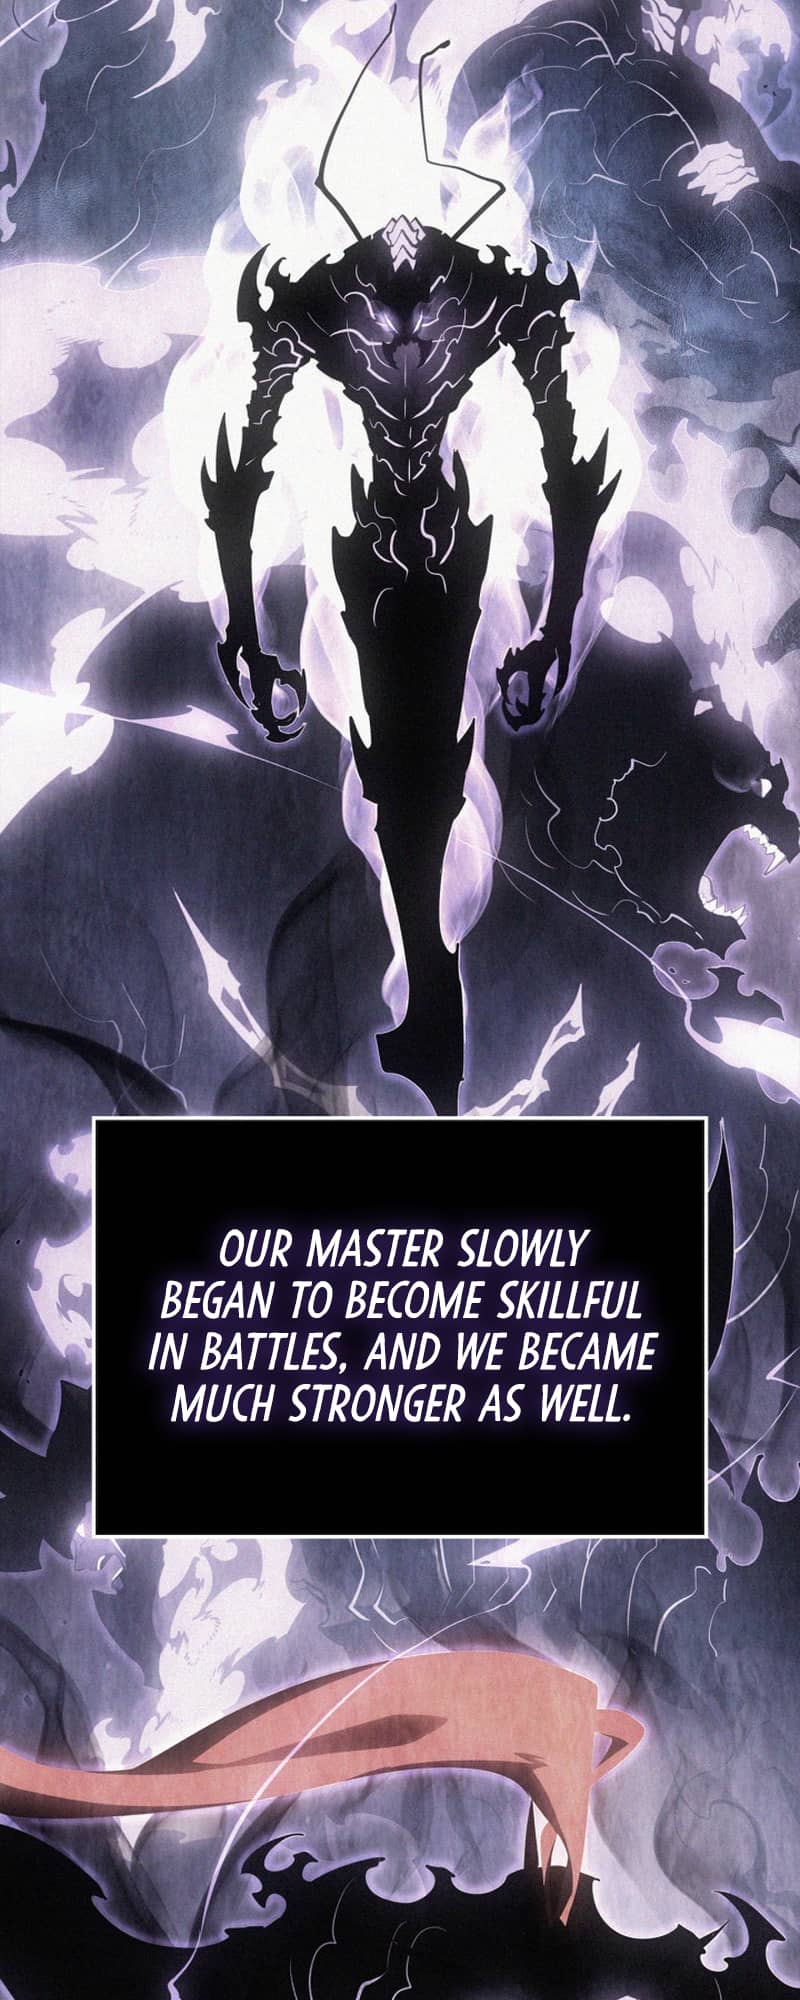 OUR MASTER SLOWLY
BEGAN TO BECOME SKILLFUL
IN BATTLES, AND WE BECAME
MUCH STRONGER AS WELL.